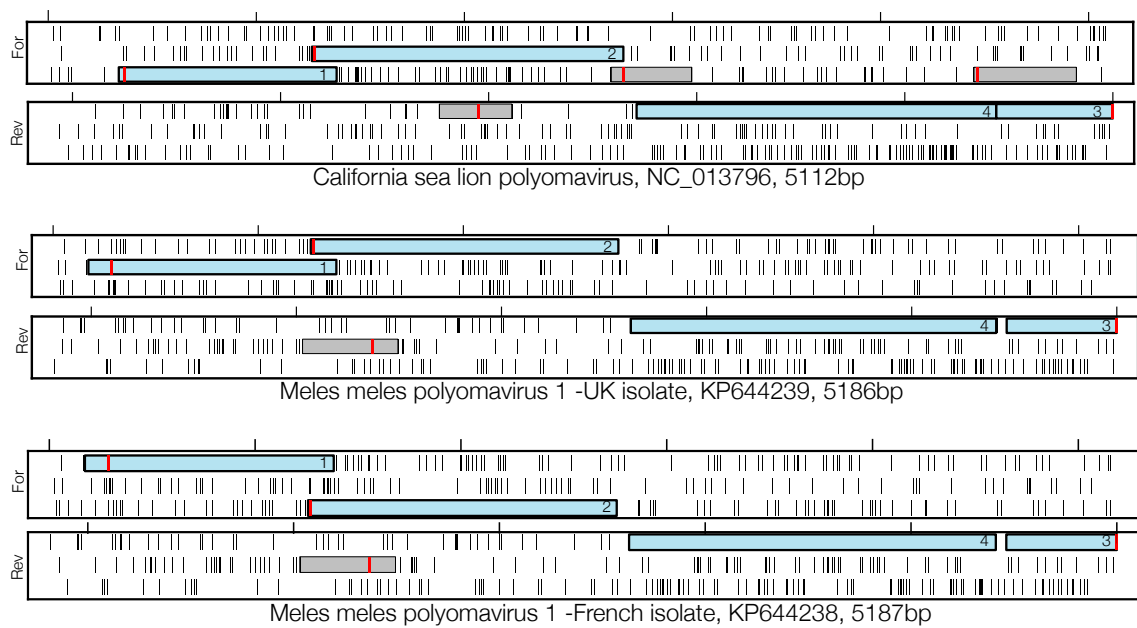 For
2
1
Rev
4 3
California sea lion polyomavirus, NC_013796, 5112bp
For
2
1
Rev
4 3
Meles meles polyomavirus 1 -UK isolate, KP644239, 5186bp
For
1
2
Rev
4 3
Meles meles polyomavirus 1 -French isolate, KP644238, 5187bp